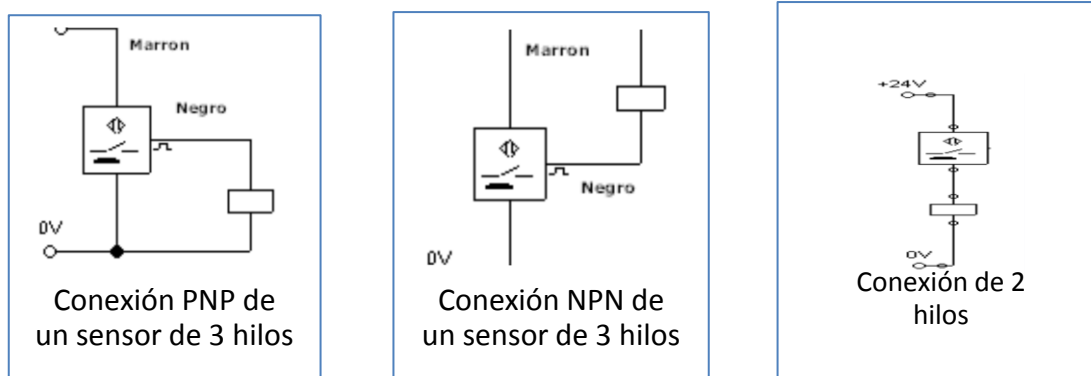 Marron
Negro
0V
Conexión PNP de
un sensor de 3 hilos
Marron
Negro
0V
Conexión NPN de
un sensor de 3 hilos
+24V
0V
Conexión de 2
hilos